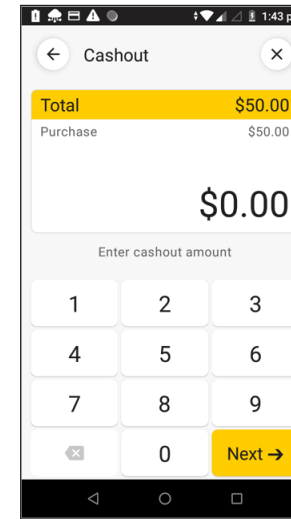 1:43 p
Cashout
Total $50.00
Purchase $50.00
$0.00
Enter cashout amount
1 2 3
4 5 6
7 8 9
0 Next →